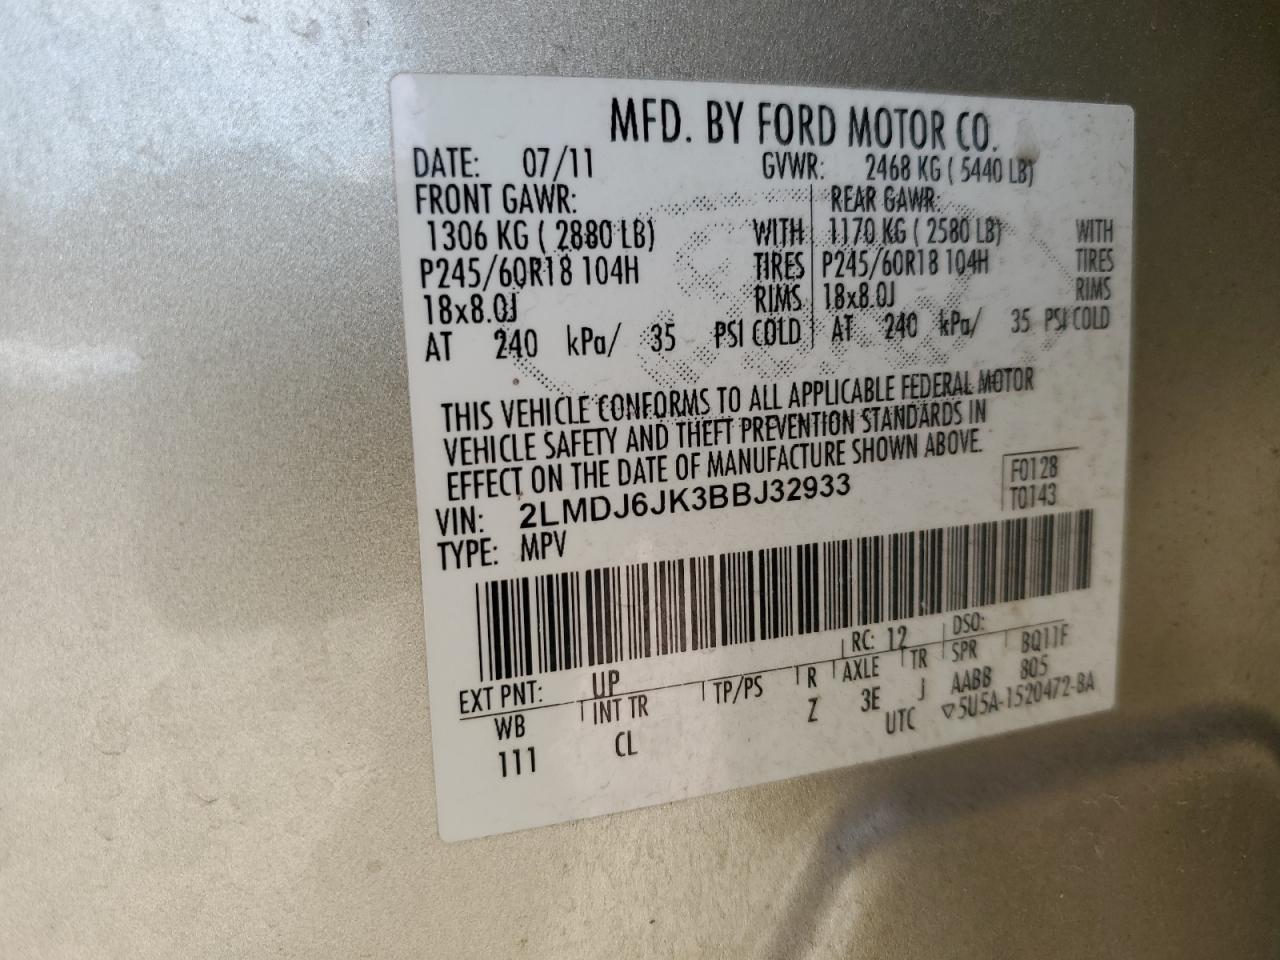 MFD. BY FORD MOTOR CO.
DATE: 07/11 GVWR: 2468 KG ( 5440 LB)
FRONT GAWR: REAR GAWR:
1306 KG ( 2880 LB) WITH 1170 KG ( 2580 LB) WITH
P245/60R18 104H TIRES P245/60R18 104H TIRES
18x8.0J RIMS 18x8.0J RIMS
AT 240 kPa/ 35 PSI COLD AT 240 kPa/ 35 PSI COLD
THIS VEHICLE CONFORMS TO ALL APPLICABLE FEDERAL MOTOR
VEHICLE SAFETY AND THEFT PREVENTION STANDARDS IN
EFFECT ON THE DATE OF MANUFACTURE SHOWN ABOVE.
VIN: 2LMDJ6JK3BBJ32933 F0128
TYPE: MPV T0143
EXT PNT: UP RC: 12 DSO:
WB INT TR TP/PS R AXLE TR SPR BQ11F
111 CL Z 3E J AABB 805
UTC ▽5U5A-1520472-BA